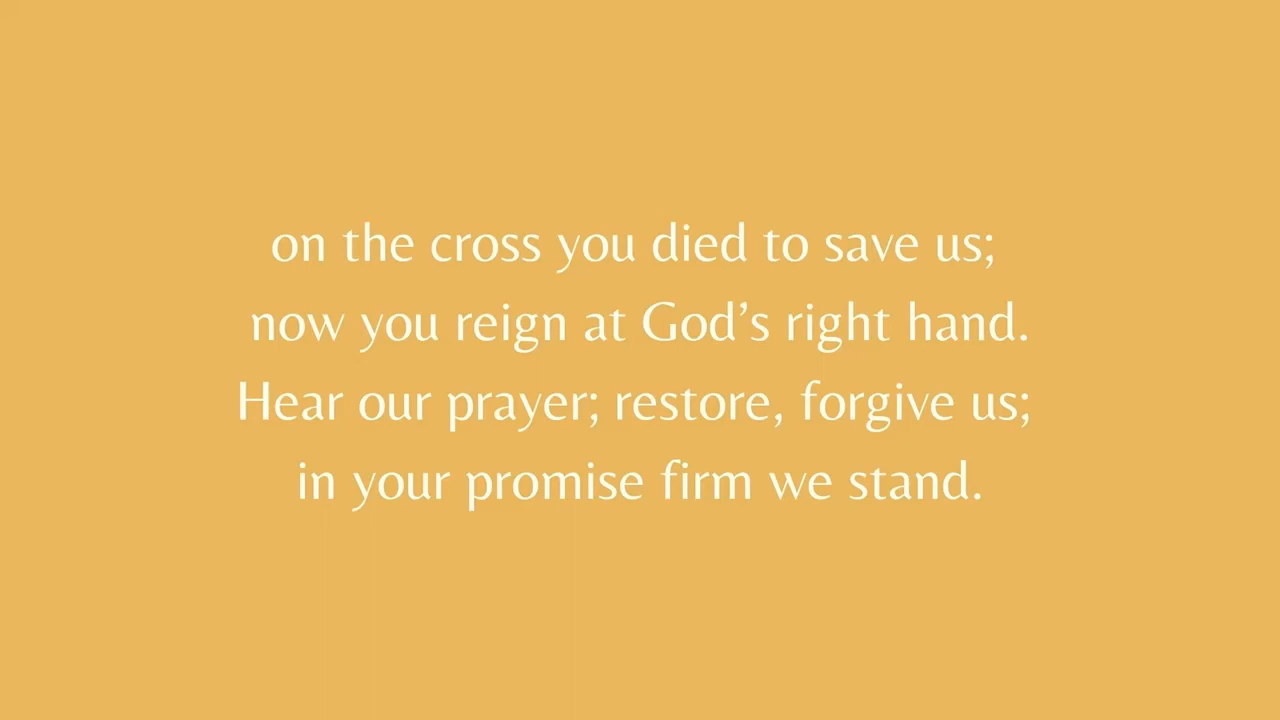 on the cross you died to save us;
now you reign at God’s right hand.
Hear our prayer; restore, forgive us;
in your promise firm we stand.